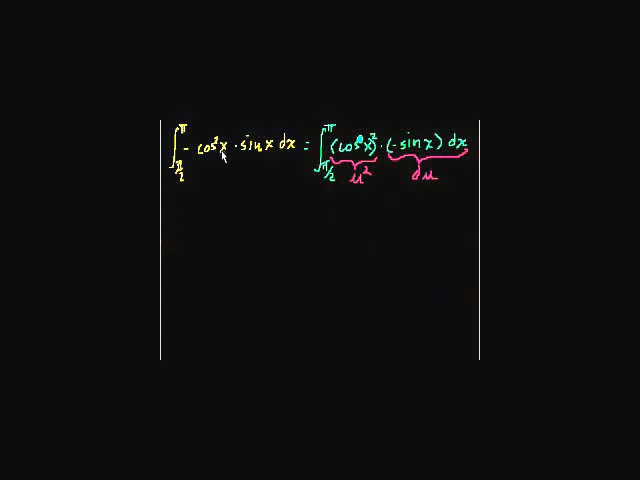 ∫_{π/2}^{π} - cos²x · sin x dx = ∫_{π/2}^{π} (cos x)² · (-sin x) dx
u² du